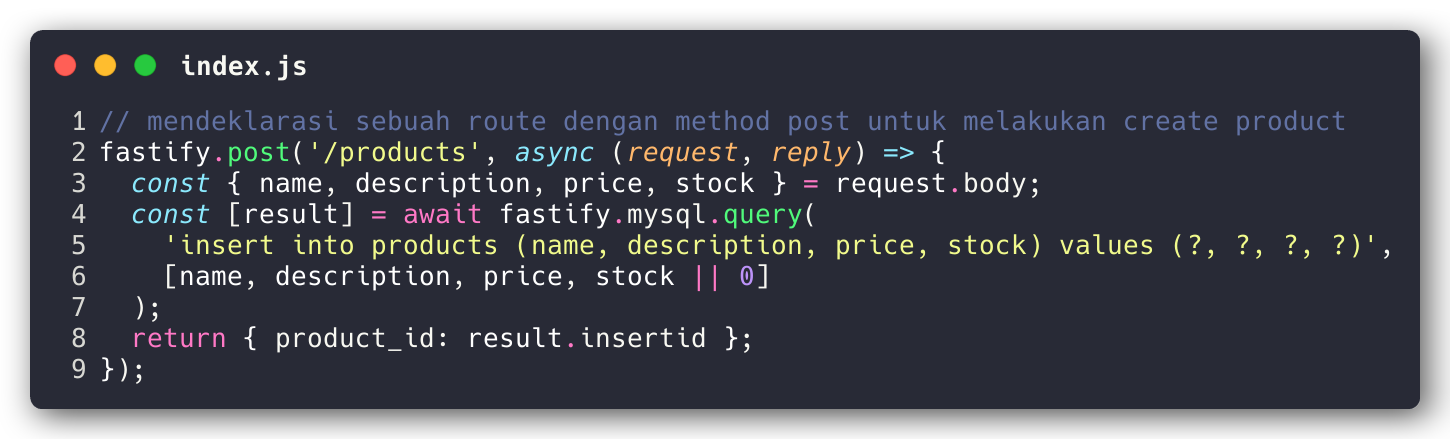 index.js
1 // mendeklarasi sebuah route dengan method post untuk melakukan create product
2 fastify.post('/products', async (request, reply) => {
3   const { name, description, price, stock } = request.body;
4   const [result] = await fastify.mysql.query(
5     'insert into products (name, description, price, stock) values (?, ?, ?, ?)',
6     [name, description, price, stock || 0]
7   );
8   return { product_id: result.insertid };
9 });